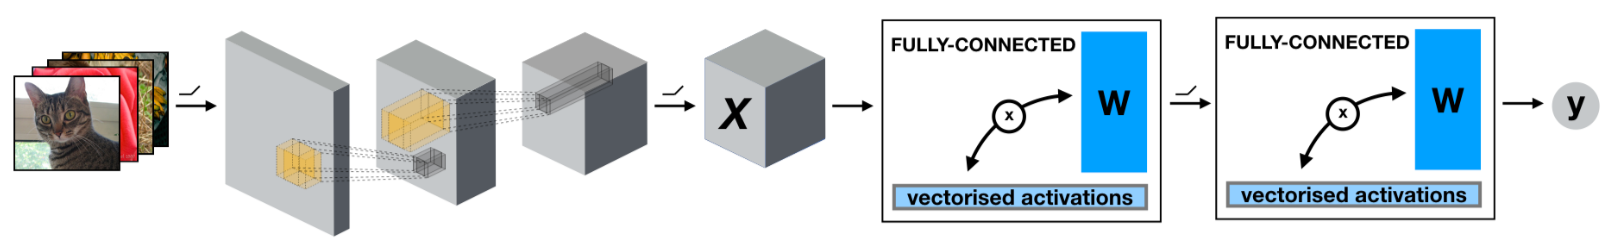 X
FULLY-CONNECTED
x
W
vectorised activations
FULLY-CONNECTED
x
W
vectorised activations
y